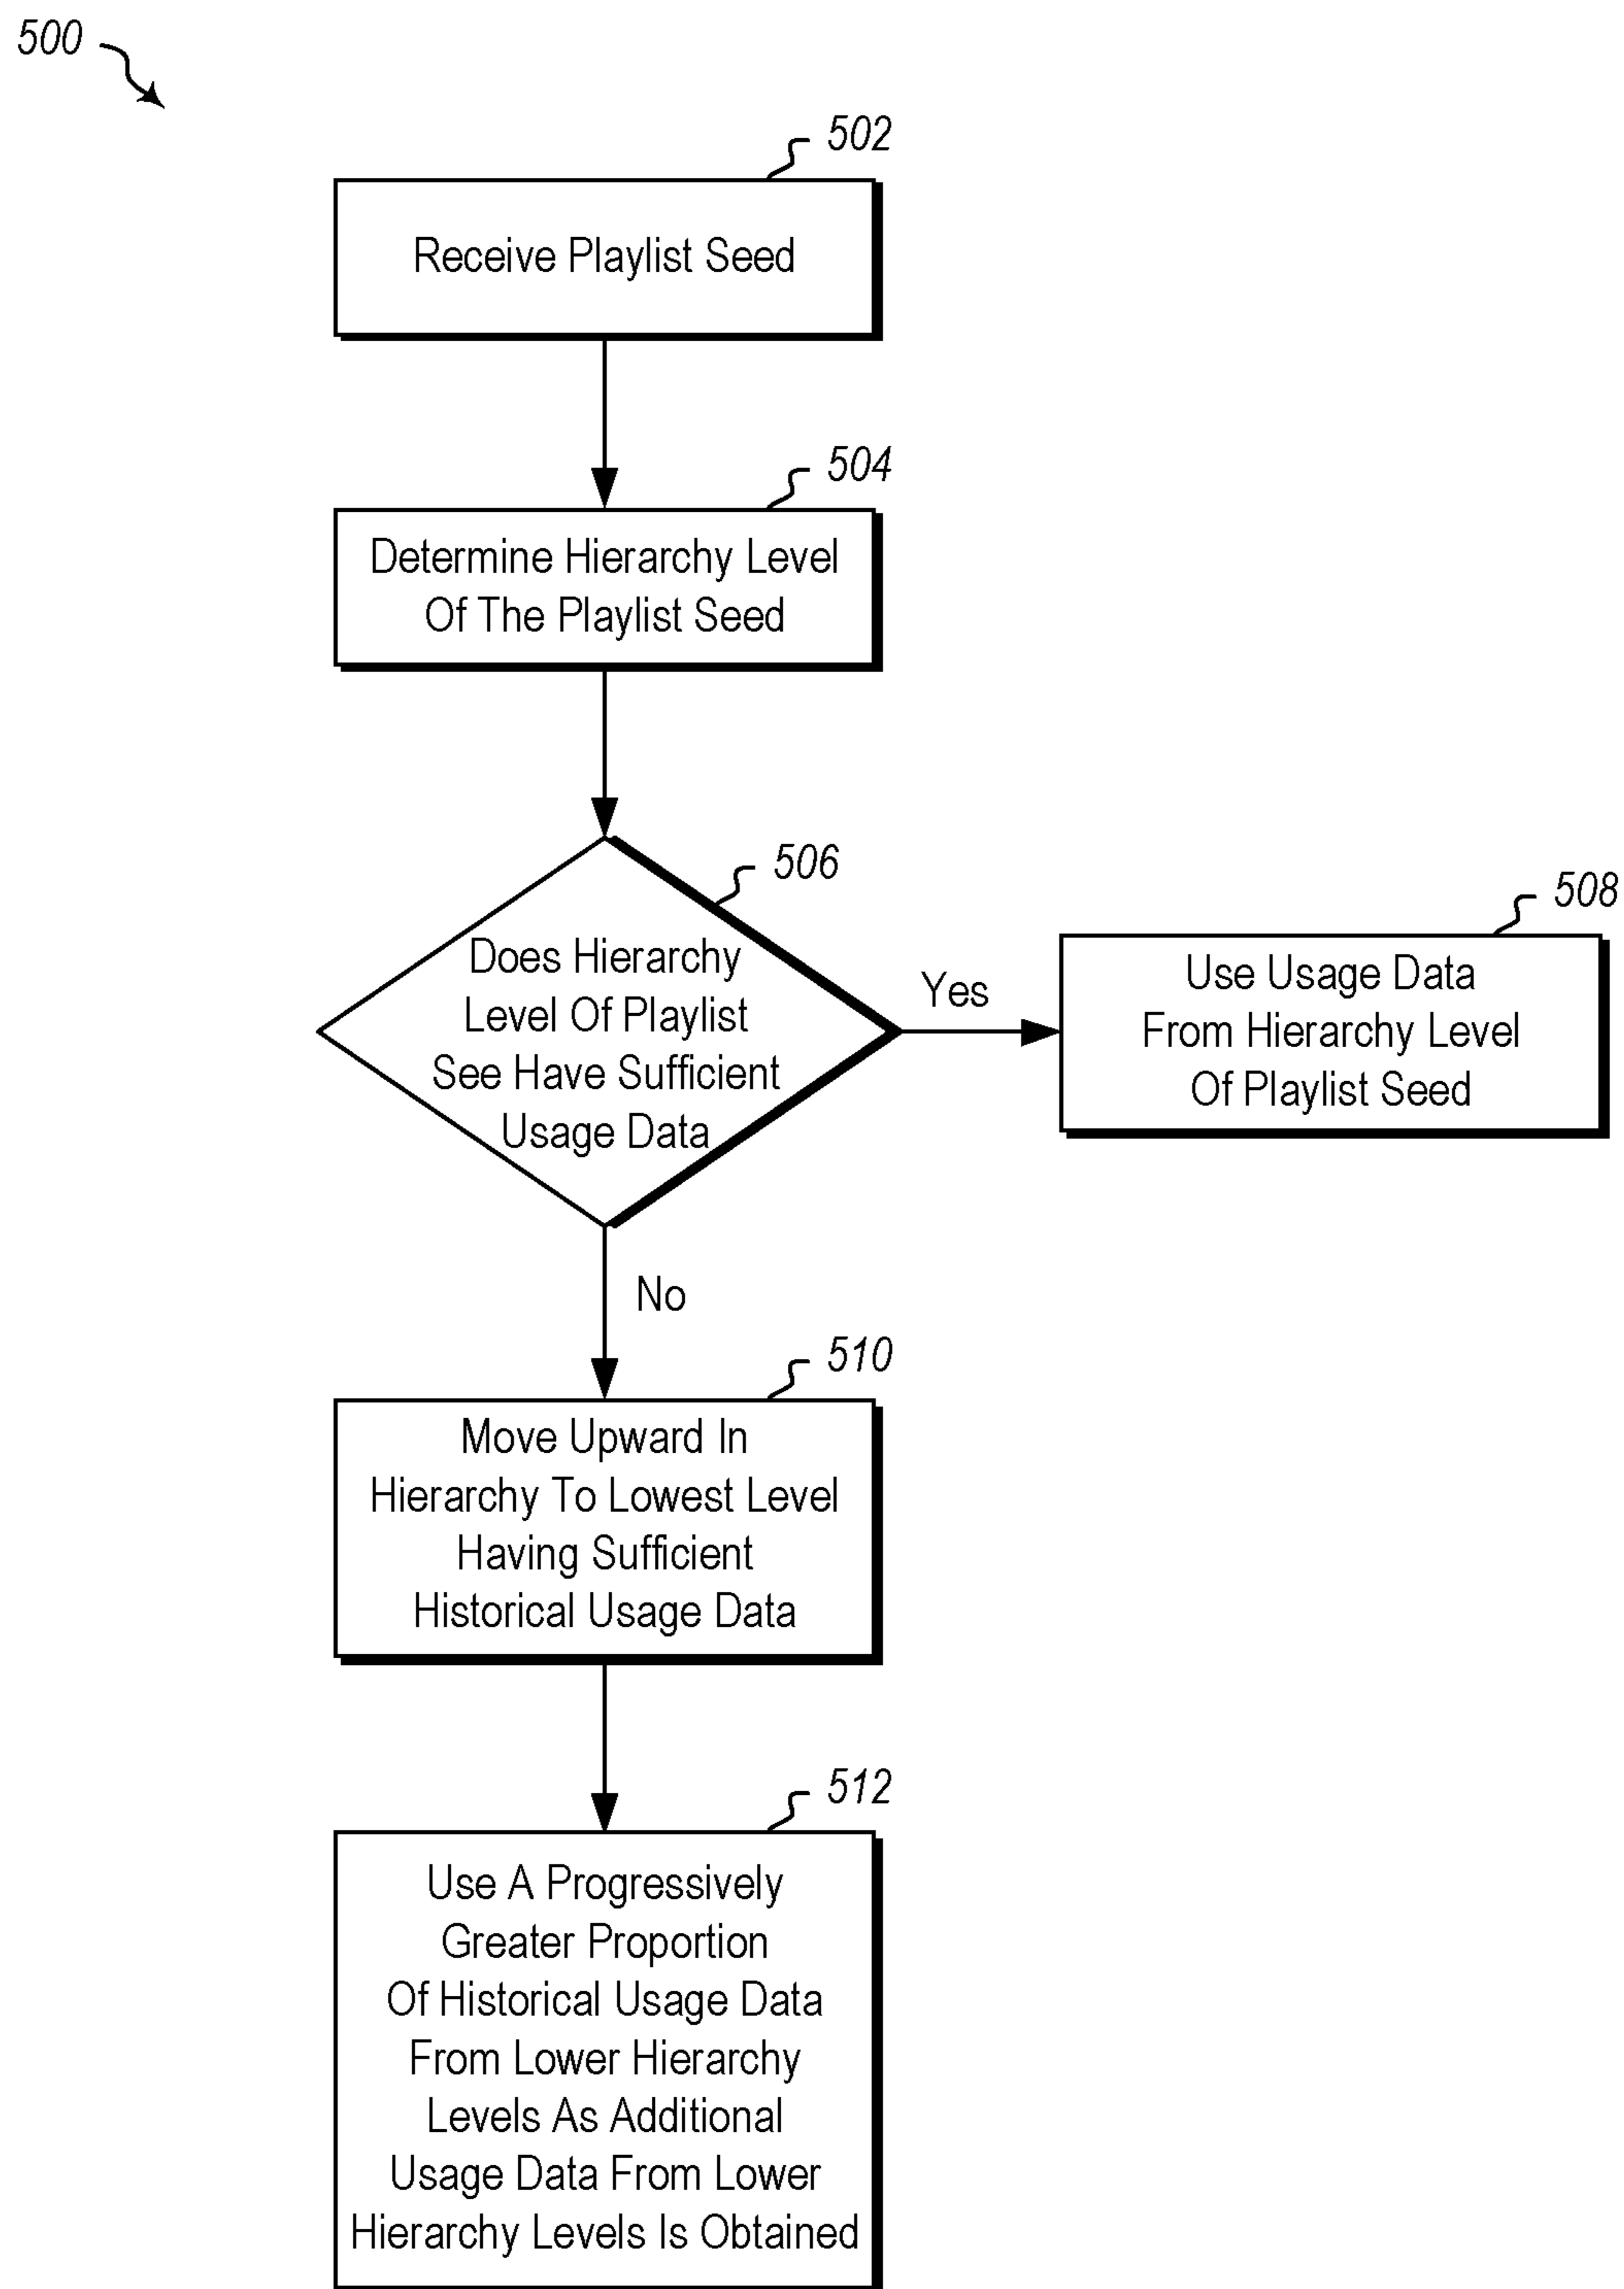 500
502
Receive Playlist Seed
504
Determine Hierarchy Level
Of The Playlist Seed
506
Does Hierarchy
Level Of Playlist
See Have Sufficient
Usage Data
Yes
508
Use Usage Data
From Hierarchy Level
Of Playlist Seed
No
510
Move Upward In
Hierarchy To Lowest Level
Having Sufficient
Historical Usage Data
512
Use A Progressively
Greater Proportion
Of Historical Usage Data
From Lower Hierarchy
Levels As Additional
Usage Data From Lower
Hierarchy Levels Is Obtained